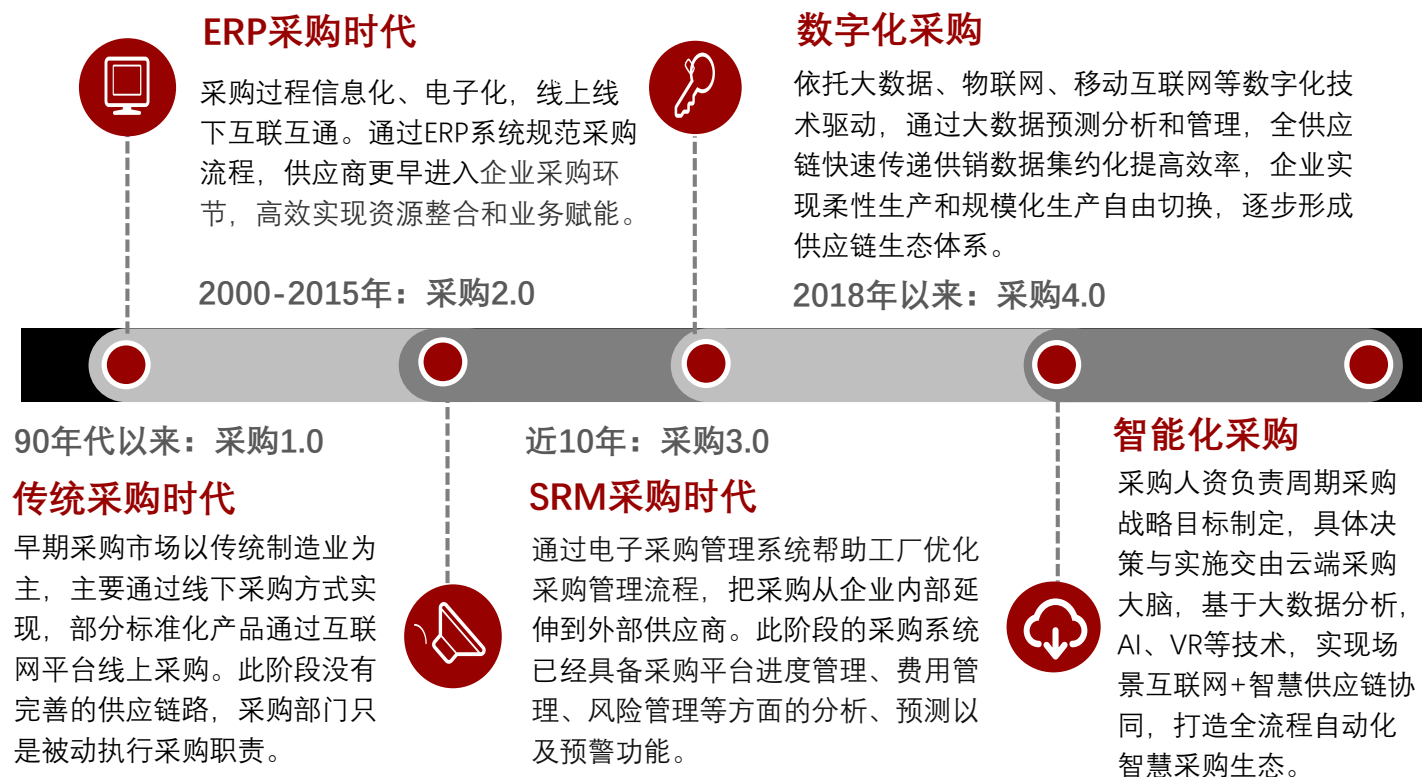 ERP采购时代
采购过程信息化、电子化，线上线
下互联互通。通过ERP系统规范采购
流程，供应商更早进入企业采购环
节，高效实现资源整合和业务赋能。
2000-2015年：采购2.0
数字化采购
依托大数据、物联网、移动互联网等数字化技
术驱动，通过大数据预测分析和管理，全供应
链快速传递供销数据集约化提高效率，企业实
现柔性生产和规模化生产自由切换，逐步形成
供应链生态体系。
2018年以来：采购4.0
90年代以来：采购1.0
传统采购时代
早期采购市场以传统制造业为
主，主要通过线下采购方式实
现，部分标准化产品通过互联
网平台线上采购。此阶段没有
完善的供应链路，采购部门只
是被动执行采购职责。
近10年：采购3.0
SRM采购时代
通过电子采购管理系统帮助工厂优化
采购管理流程，把采购从企业内部延
伸到外部供应商。此阶段的采购系统
已经具备采购平台进度管理、费用管
理、风险管理等方面的分析、预测以
及预警功能。
智能化采购
采购人资负责周期采购
战略目标制定，具体决
策与实施交由云端采购
大脑，基于大数据分析，
AI、VR等技术，实现场
景互联网+智慧供应链协
同，打造全流程自动化
智慧采购生态。